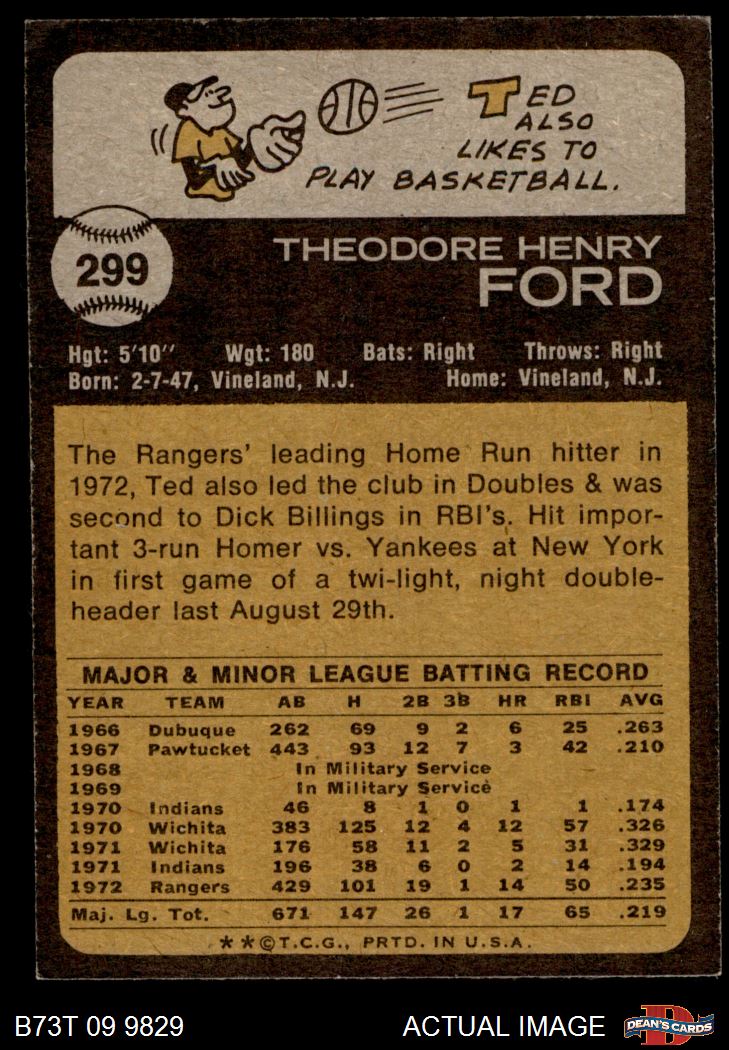 TED
ALSO
LIKES TO
PLAY BASKETBALL.
299
THEODORE HENRY
FORD
Hgt: 5'10" Wgt: 180 Bats: Right Throws: Right
Born: 2-7-47, Vineland, N.J. Home: Vineland, N.J.
The Rangers' leading Home Run hitter in
1972, Ted also led the club in Doubles & was
second to Dick Billings in RBI's. Hit impor-
tant 3-run Homer vs. Yankees at New York
in first game of a twi-light, night double-
header last August 29th.
MAJOR & MINOR LEAGUE BATTING RECORD
YEAR TEAM AB H 2B 3B HR RBI AVG
1966 Dubuque 262 69 9 2 6 25 .263
1967 Pawtucket 443 93 12 7 3 42 .210
1968 In Military Service
1969 In Military Service
1970 Indians 46 8 1 0 1 1 .174
1970 Wichita 383 125 12 4 12 57 .326
1971 Wichita 176 58 11 2 5 31 .329
1971 Indians 196 38 6 0 2 14 .194
1972 Rangers 429 101 19 1 14 50 .235
Maj. Lg. Tot. 671 147 26 1 17 65 .219
**©T.C.G., PRTD. IN U.S.A.
B73T 09 9829 ACTUAL IMAGE
D
DEAN'S CARDS